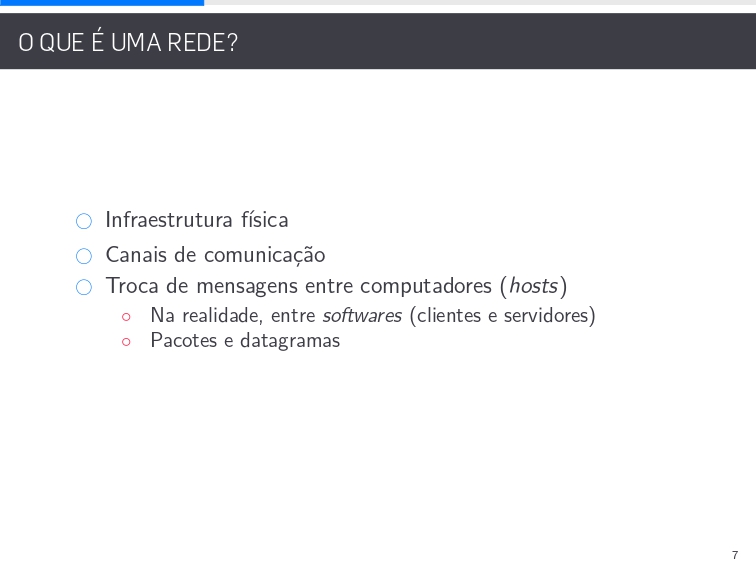 O QUE É UMA REDE?
Infraestrutura física
Canais de comunicação
Troca de mensagens entre computadores (hosts)
Na realidade, entre softwares (clientes e servidores)
Pacotes e datagramas
7